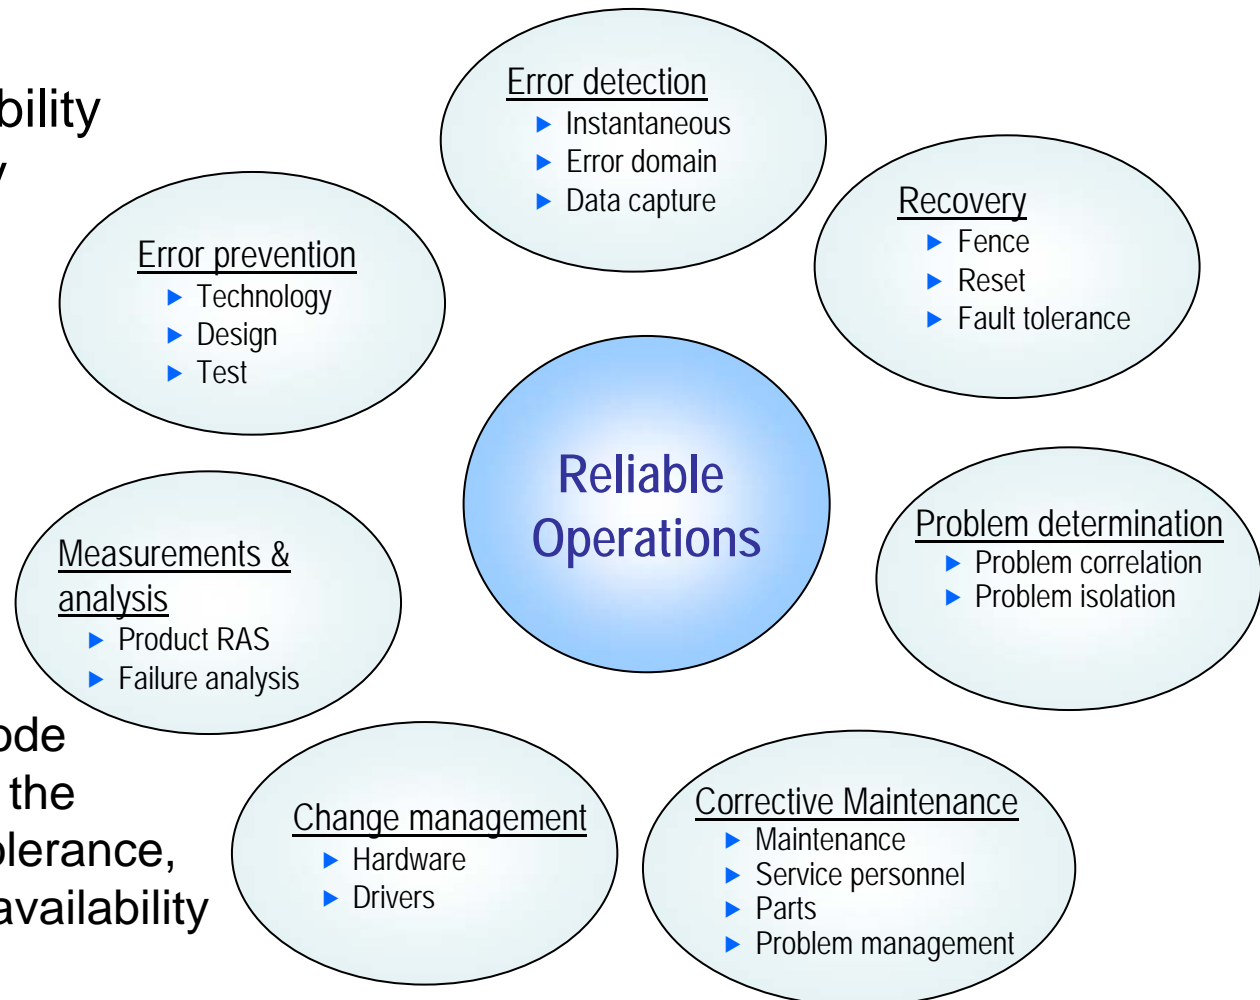 Error detection
Instantaneous
Error domain
Data capture
Recovery
Fence
Reset
Fault tolerance
Error prevention
Technology
Design
Test
Reliable
Operations
Problem determination
Problem correlation
Problem isolation
Measurements &
analysis
Product RAS
Failure analysis
Change management
Hardware
Drivers
Corrective Maintenance
Maintenance
Service personnel
Parts
Problem management
bility
y
ode
the
olerance,
availability